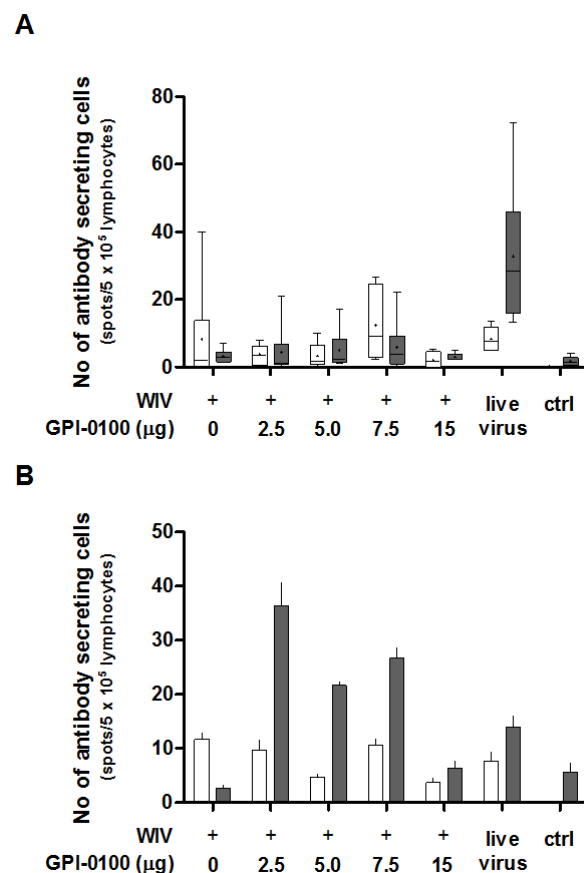 A
No of antibody secreting cells
(spots/5 x 10⁵ lymphocytes)
80
60
40
20
0
WIV + + + + + live virus ctrl
GPI-0100 (µg) 0 2.5 5.0 7.5 15
B
No of antibody secreting cells
(spots/5 x 10⁵ lymphocytes)
50
40
30
20
10
0
WIV + + + + + live virus ctrl
GPI-0100 (µg) 0 2.5 5.0 7.5 15